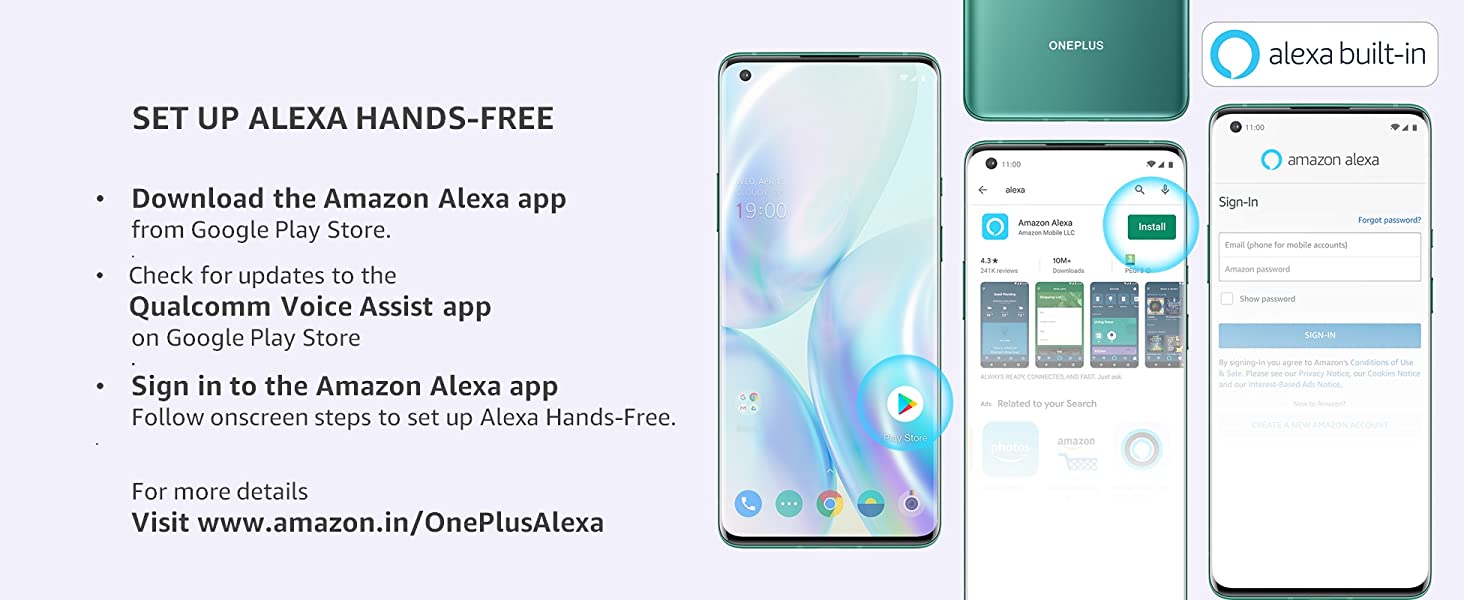 SET UP ALEXA HANDS-FREE
• Download the Amazon Alexa app
from Google Play Store.
• Check for updates to the
Qualcomm Voice Assist app
on Google Play Store
• Sign in to the Amazon Alexa app
Follow onscreen steps to set up Alexa Hands-Free.
For more details
Visit www.amazon.in/OnePlusAlexa
19:00
Play Store
ONEPLUS
11:00
alexa
Amazon Alexa
Amazon Mobile LLC
Install
4.3★
10M+
241K reviews
Downloads
PEGI 3
ALWAYS READY, CONNECTED, AND FAST. Just ask.
Ads Related to your Search
photos
amazon
alexa built-in
11:00
amazon alexa
Sign-In
Forgot password?
Email (phone for mobile accounts)
Amazon password
Show password
SIGN-IN
By signing-in you agree to Amazon's Conditions of Use
& Sale. Please see our Privacy Notice, our Cookies Notice
and our Interest-Based Ads Notice.
New to Amazon?
CREATE A NEW AMAZON ACCOUNT